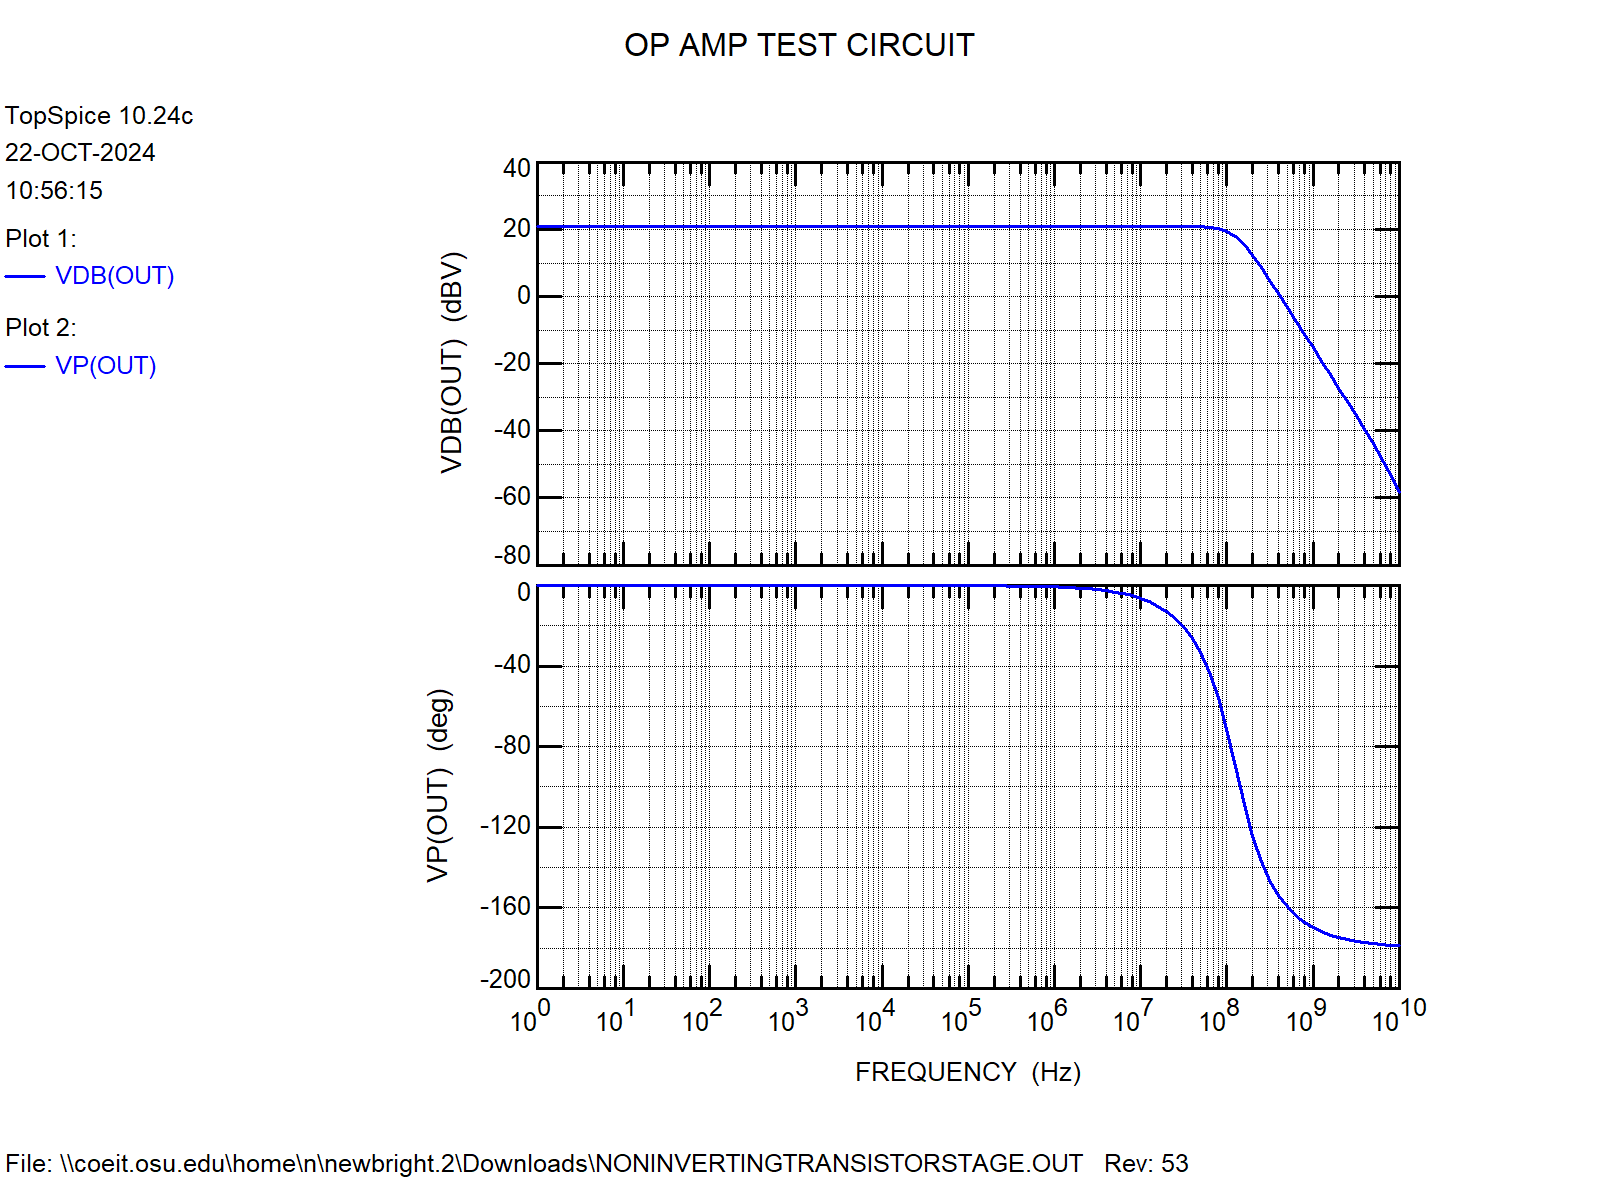 OP AMP TEST CIRCUIT
TopSpice 10.24c
22-OCT-2024
10:56:15
Plot 1:
VDB(OUT)
Plot 2:
VP(OUT)
VDB(OUT) (dBV)
40
20
0
-20
-40
-60
-80
VP(OUT) (deg)
0
-40
-80
-120
-160
-200
10^0 10^1 10^2 10^3 10^4 10^5 10^6 10^7 10^8 10^9 10^10
FREQUENCY (Hz)
File: \\coeit.osu.edu\home\n\newbright.2\Downloads\NONINVERTINGTRANSISTORSTAGE.OUT Rev: 53